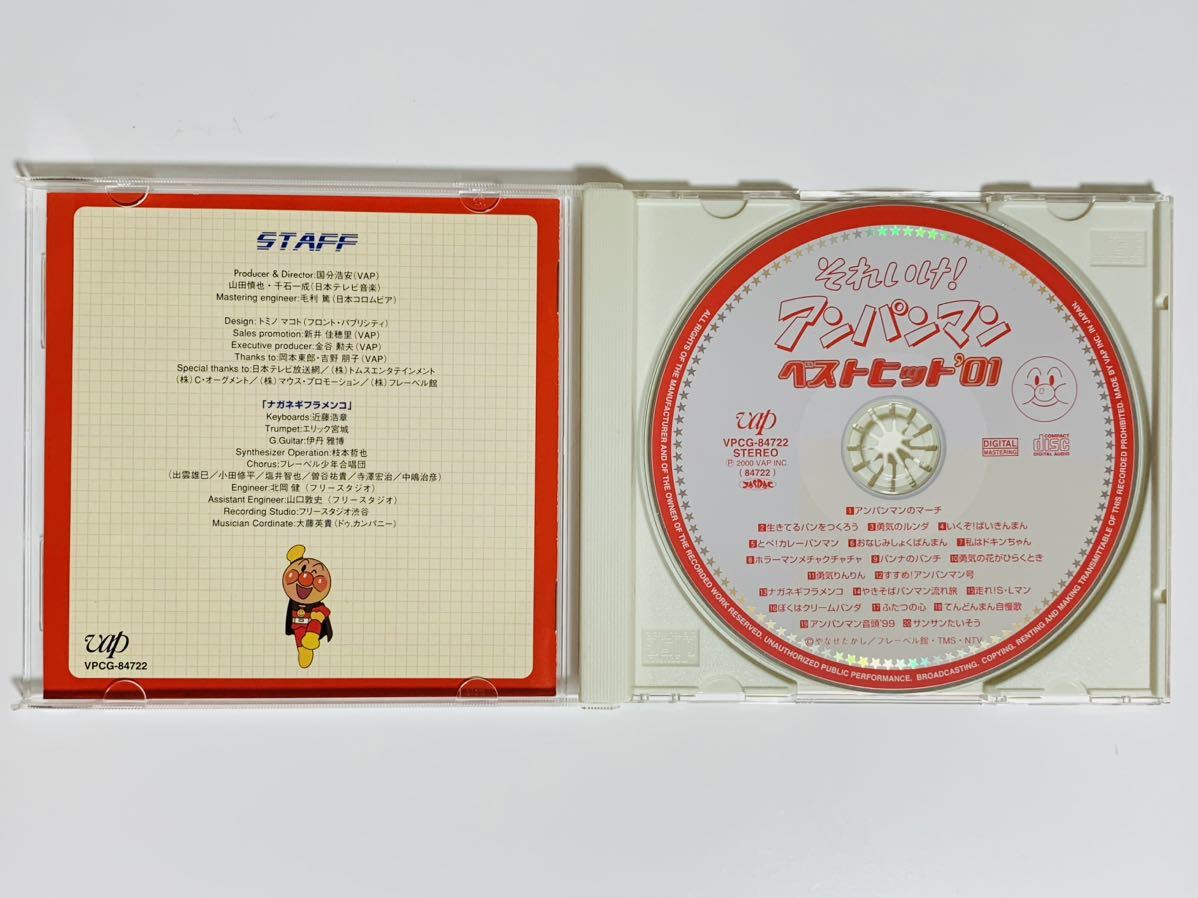 STAFF
Producer & Director:国分浩安(VAP)
山田慎也・千石一成(日本テレビ音楽)
Mastering engineer:毛利 篤(日本コロムビア)
Design:トミノ マコト(フロント・パブリシティ)
Sales promotion:新井 佳穂里(VAP)
Executive producer:金谷 勲夫(VAP)
Thanks to:岡本東郎・吉野 朋子(VAP)
Special thanks to:日本テレビ放送網/(株)トムスエンタテインメント
(株)C・オーグメント/(株)マウス・プロモーション/(株)フレーベル館
「ナガネギフラメンコ」
Keyboards:近藤浩章
Trumpet:エリック宮城
G.Guitar:伊丹 雅博
Synthesizer Operation:枝本哲也
Chorus:フレーベル少年合唱団
(出雲雄巳/小田修平/塩井智也/曽谷祐貴/寺澤宏治/中嶋治彦)
Engineer:北岡 健(フリースタジオ)
Assistant Engineer:山口敦史(フリースタジオ)
Recording Studio:フリースタジオ渋谷
Musician Cordinate:大藤英貴(ドゥ.カンパニー)
vap
VPCG-84722
それいけ!
アンパンマン
ベストヒット'01
vap
VPCG-84722
STEREO
Ⓟ2000 VAP INC.
(84722)
DIGITAL MASTERING
COMPACT disc DIGITAL AUDIO
1アンパンマンのマーチ
2生きてるパンをつくろう 3勇気のルンダ 4いくぞ!ばいきんまん
5とべ!カレーパンマン 6おなじみしょくぱんまん 7私はドキンちゃん
8ホラーマンメチャクチャチャ 9パンナのパンチ 10勇気の花がひらくとき
11勇気りんりん 12すすめ!アンパンマン号
13ナガネギフラメンコ 14やきそばパンマン流れ旅 15走れ!S・Lマン
16ぼくはクリームパンダ 17ふたつの心 18てんどんまん自慢歌
19アンパンマン音頭'99 20サンサンたいそう
©やなせたかし/フレーベル館・TMS・NTV
ALL RIGHTS OF THE MANUFACTURER AND OF THE OWNER OF THE RECORDED WORK RESERVED. UNAUTHORIZED PUBLIC PERFORMANCE. BROADCASTING. COPYING. RENTING AND MAKING TRANSMITTABLE OF THIS RECORDED PROHIBITED. MADE BY VAP INC. IN JAPAN.